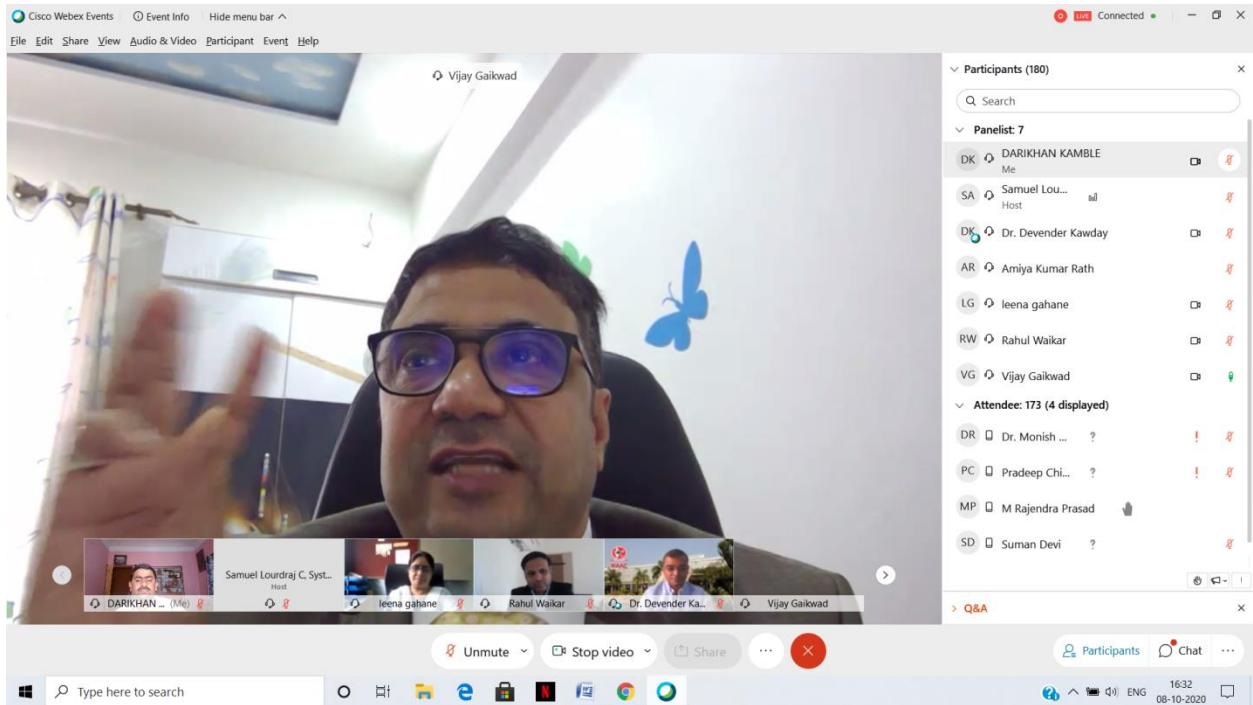 Cisco Webex Events
Event Info
Hide menu bar
LIVE Connected
File Edit Share View Audio & Video Participant Event Help
Vijay Gaikwad
Participants (180)
Search
Panelist: 7
DK DARIKHAN KAMBLE
Me
SA Samuel Lou...
Host
DK Dr. Devender Kawday
AR Amiya Kumar Rath
LG leena gahane
RW Rahul Waikar
VG Vijay Gaikwad
Attendee: 173 (4 displayed)
DR Dr. Monish ... ? !
PC Pradeep Chi... ? !
MP M Rajendra Prasad
SD Suman Devi ?
Q&A
NAAC
Samuel Lourdraj C, Syst...
Host
DARIKHAN ... (Me)
leena gahane
Rahul Waikar
Dr. Devender Ka...
Vijay Gaikwad
Unmute
Stop video
Share
Participants
Chat
Type here to search
ENG
16:32
08-10-2020